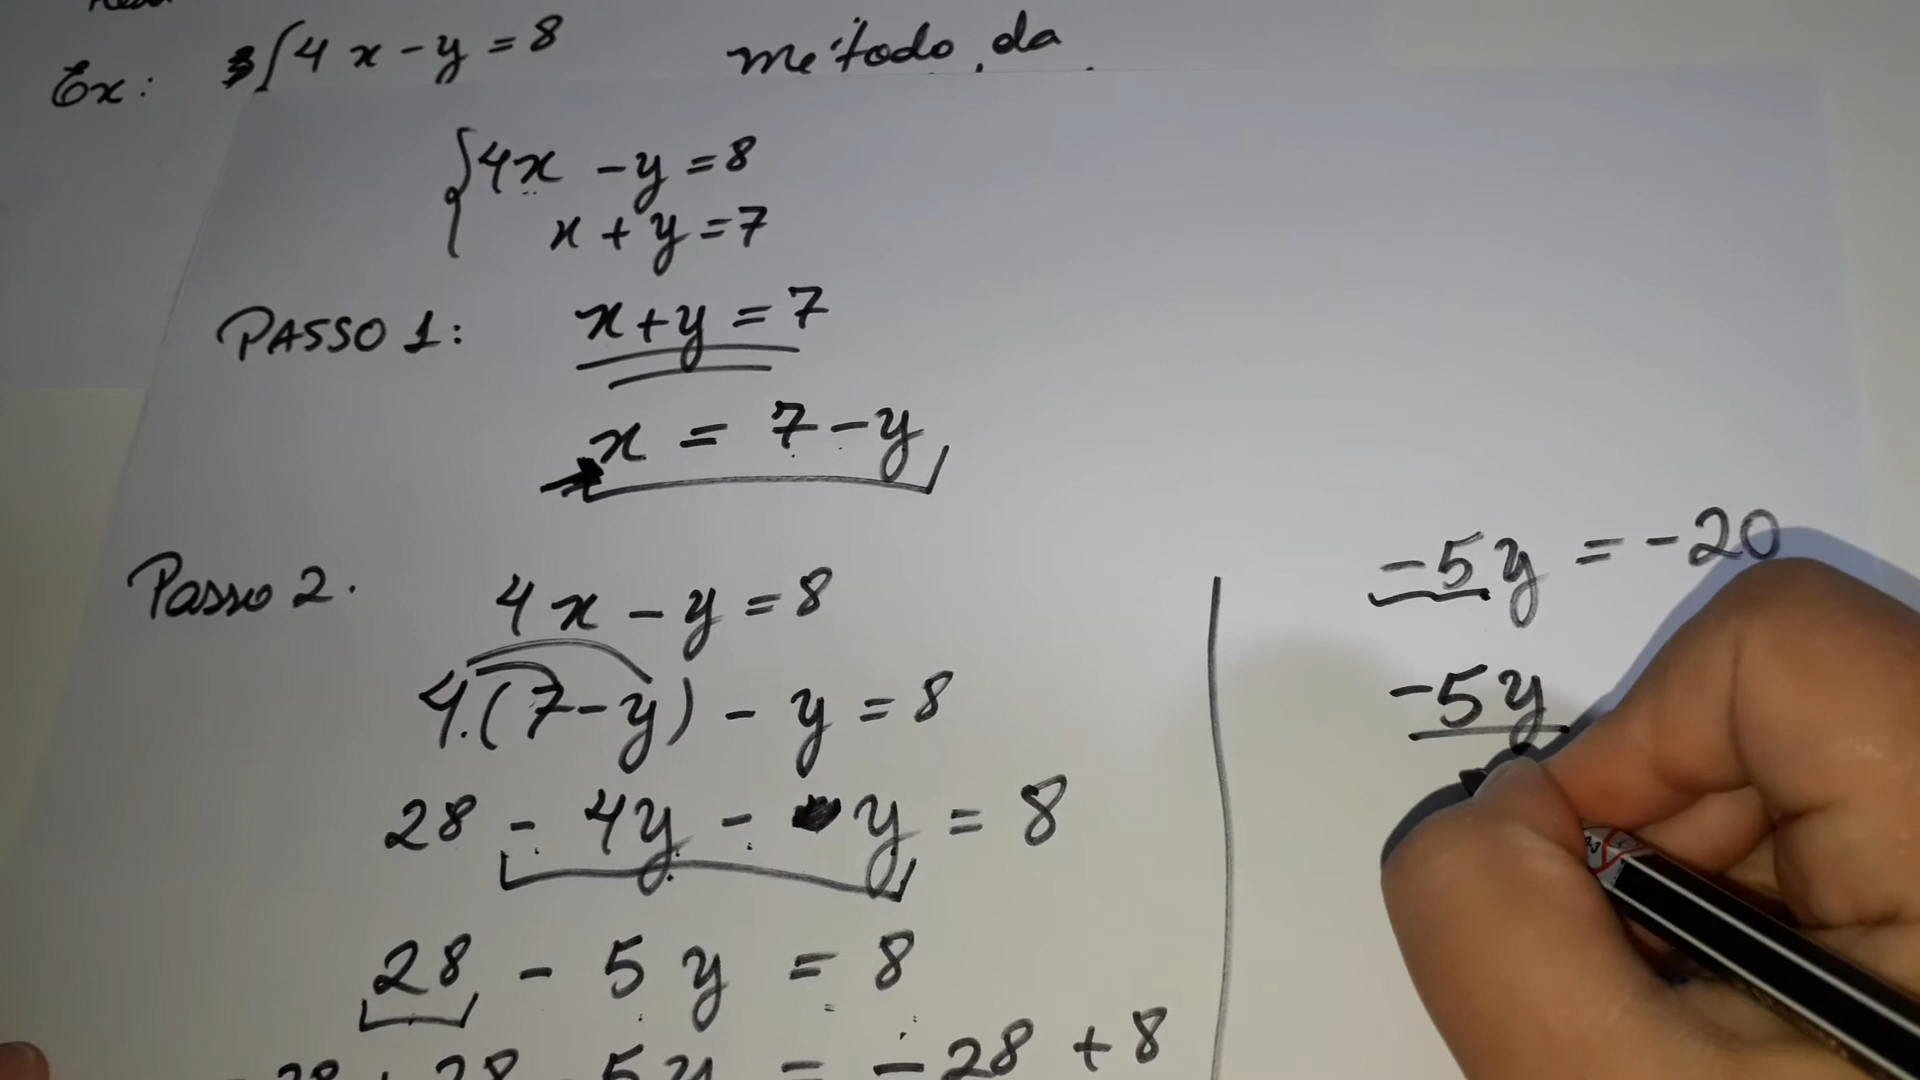 Ex: { 4x - y = 8
método da
{ 4x - y = 8
x + y = 7
PASSO 1: x + y = 7
x = 7 - y
Passo 2. 4x - y = 8
4.(7 - y) - y = 8
28 - 4y - y = 8
28 - 5y = 8
- 28 + 28 - 5y = - 28 + 8
-5y = -20
-5y